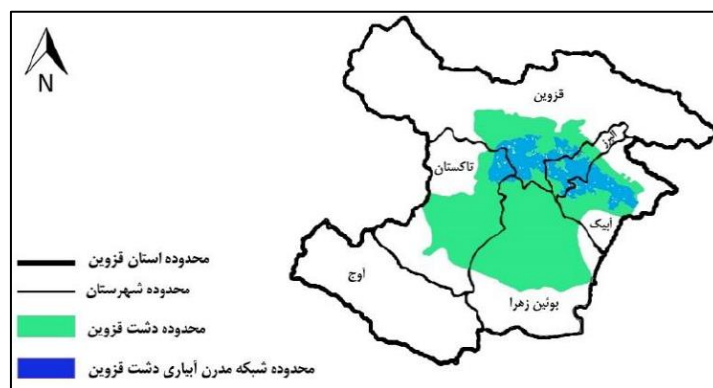 N
قزوین
البرز
تاکستان
آبیک
آوج
بوئین زهرا
محدوده استان قزوین
محدوده شهرستان
محدوده دشت قزوین
محدوده شبکه مدرن آبیاری دشت قزوین